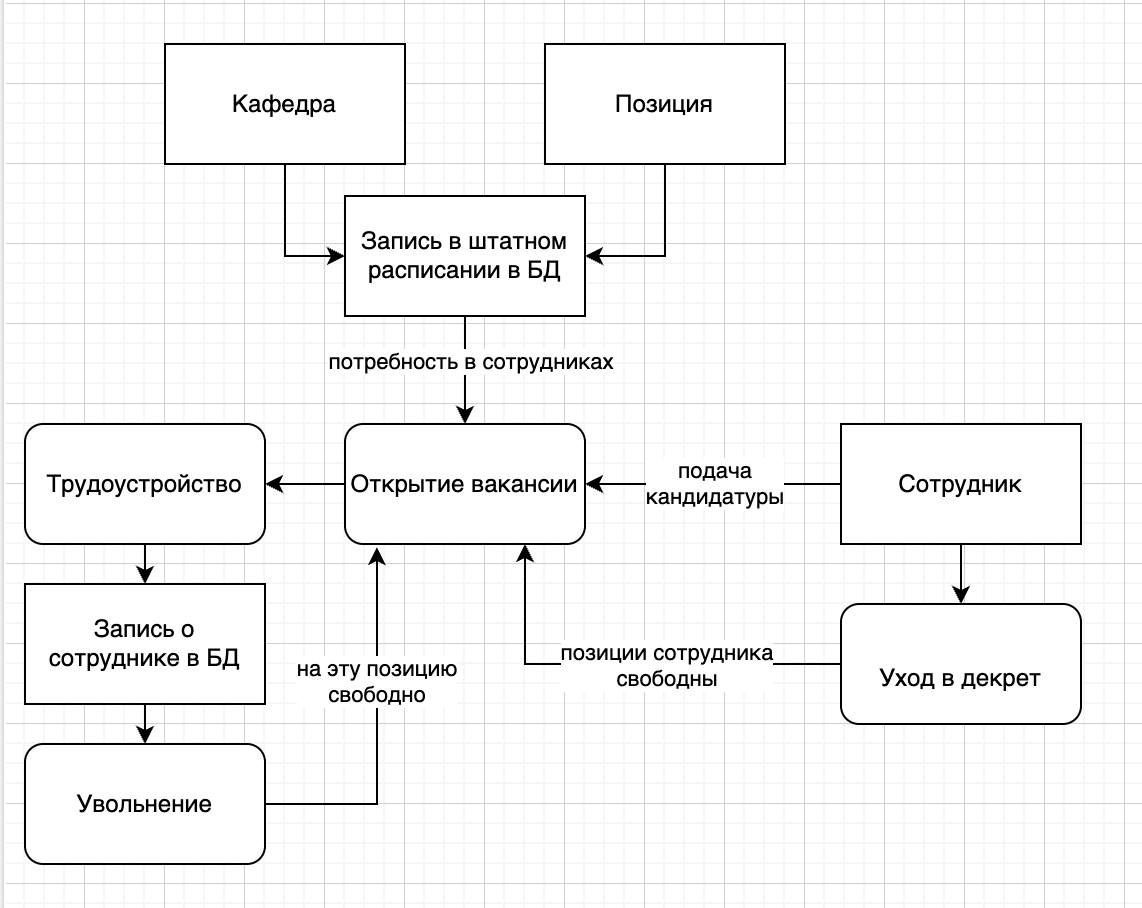 Кафедра
Позиция
Запись в штатном
расписании в БД
потребность в сотрудниках
Трудоустройство
Открытие вакансии
подача
кандидатуры
Сотрудник
Запись о
сотруднике в БД
на эту позицию
свободно
позиции сотрудника
свободны
Уход в декрет
Увольнение